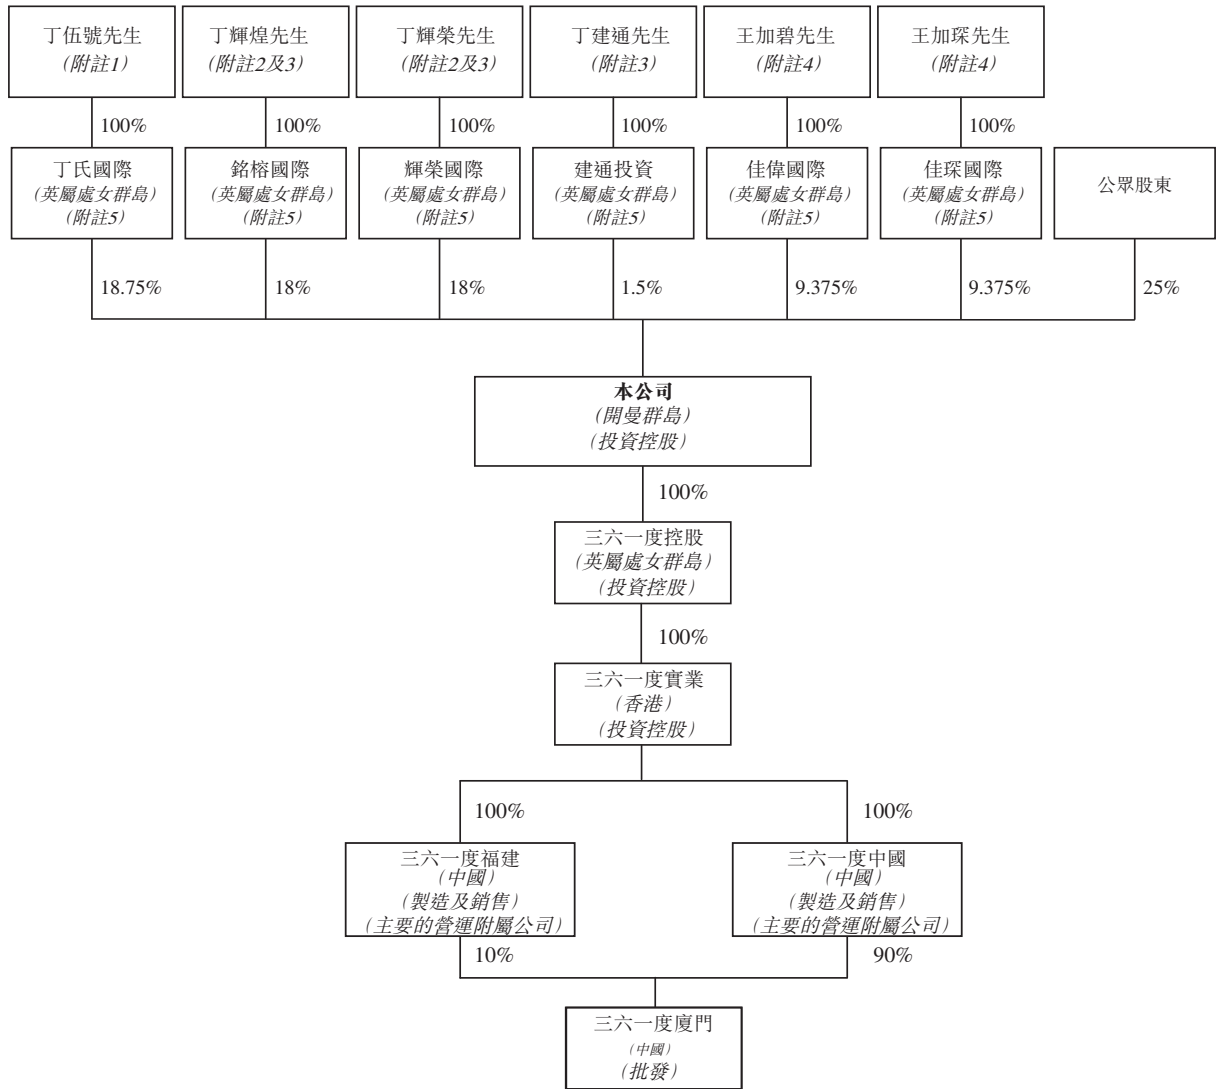 丁伍號先生
(附註1)
丁輝煌先生
(附註2及3)
丁輝榮先生
(附註2及3)
丁建通先生
(附註3)
王加碧先生
(附註4)
王加琛先生
(附註4)
100%
100%
100%
100%
100%
100%
丁氏國際
(英屬處女群島)
(附註5)
銘榕國際
(英屬處女群島)
(附註5)
輝榮國際
(英屬處女群島)
(附註5)
建通投資
(英屬處女群島)
(附註5)
佳偉國際
(英屬處女群島)
(附註5)
佳琛國際
(英屬處女群島)
(附註5)
公眾股東
18.75%
18%
18%
1.5%
9.375%
9.375%
25%
本公司
(開曼群島)
(投資控股)
100%
三六一度控股
(英屬處女群島)
(投資控股)
100%
三六一度實業
(香港)
(投資控股)
100%
100%
三六一度福建
(中國)
(製造及銷售)
(主要的營運附屬公司)
三六一度中國
(中國)
(製造及銷售)
(主要的營運附屬公司)
10%
90%
三六一度廈門
(中國)
(批發)